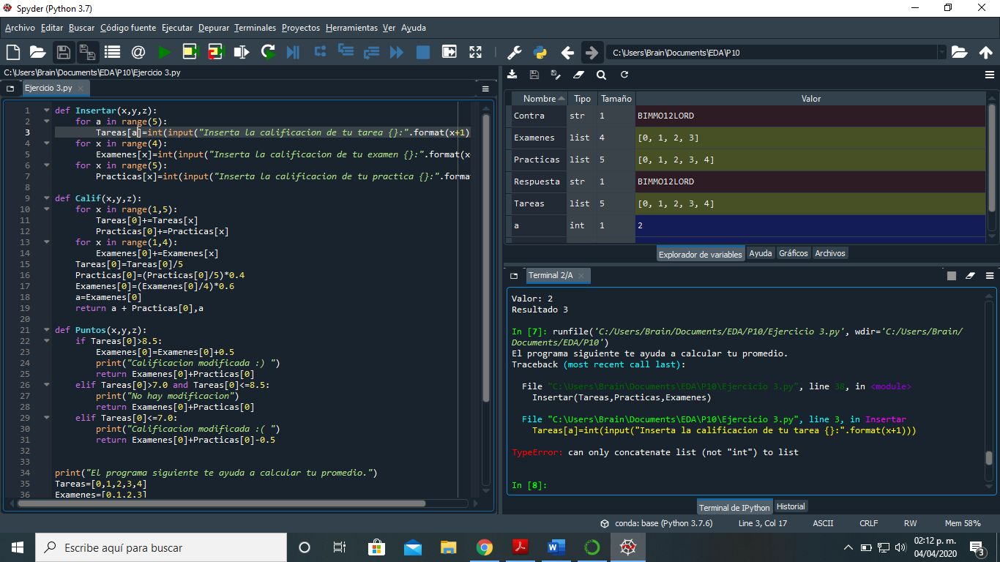 Spyder (Python 3.7)
Archivo Editar Buscar Código fuente Ejecutar Depurar Terminales Proyectos Herramientas Ver Ayuda
C:\Users\Brain\Documents\EDA\P10
C:\Users\Brain\Documents\EDA\P10\Ejercicio 3.py
Ejercicio 3.py
1 def Insertar(x,y,z):
2 for a in range(5):
3 Tareas[a]=int(input("Inserta la calificacion de tu tarea {}:".format(x+1)
4 for x in range(4):
5 Examenes[x]=int(input("Inserta la calificacion de tu examen {}:".format(x
6 for x in range(5):
7 Practicas[x]=int(input("Inserta la calificacion de tu practica {}:".forma
8
9 def Calif(x,y,z):
10 for x in range(1,5):
11 Tareas[0]+=Tareas[x]
12 Practicas[0]+=Practicas[x]
13 for x in range(1,4):
14 Examenes[0]+=Examenes[x]
15 Tareas[0]=Tareas[0]/5
16 Practicas[0]=(Practicas[0]/5)*0.4
17 Examenes[0]=(Examenes[0]/4)*0.6
18 a=Examenes[0]
19 return a + Practicas[0],a
20
21 def Puntos(x,y,z):
22 if Tareas[0]>8.5:
23 Examenes[0]=Examenes[0]+0.5
24 print("Calificacion modificada :) ")
25 return Examenes[0]+Practicas[0]
26 elif Tareas[0]>7.0 and Tareas[0]<=8.5:
27 print("No hay modificacion")
28 return Examenes[0]+Practicas[0]
29 elif Tareas[0]<=7.0:
30 print("Calificacion modificada :( ")
31 return Examenes[0]+Practicas[0]-0.5
32
33
34 print("El programa siguiente te ayuda a calcular tu promedio.")
35 Tareas=[0,1,2,3,4]
36 Examenes=[0,1,2,3]
Nombre Tipo Tamaño Valor
Contra str 1 BIMMO12LORD
Examenes list 4 [0, 1, 2, 3]
Practicas list 5 [0, 1, 2, 3, 4]
Respuesta str 1 BIMMO12LORD
Tareas list 5 [0, 1, 2, 3, 4]
a int 1 2
Explorador de variables Ayuda Gráficos Archivos
Terminal 2/A
Valor: 2
Resultado 3
In [7]: runfile('C:/Users/Brain/Documents/EDA/P10/Ejercicio 3.py', wdir='C:/Users/Brain/
Documents/EDA/P10')
El programa siguiente te ayuda a calcular tu promedio.
Traceback (most recent call last):
File "C:\Users\Brain\Documents\EDA\P10\Ejercicio 3.py", line 38, in <module>
Insertar(Tareas,Practicas,Examenes)
File "C:\Users\Brain\Documents\EDA\P10\Ejercicio 3.py", line 3, in Insertar
Tareas[a]=int(input("Inserta la calificacion de tu tarea {}:".format(x+1)))
TypeError: can only concatenate list (not "int") to list
In [8]:
Terminal de IPython Historial
conda: base (Python 3.7.6) Line 3, Col 17 ASCII CRLF RW Mem 58%
Escribe aquí para buscar
02:12 p. m.
04/04/2020
3